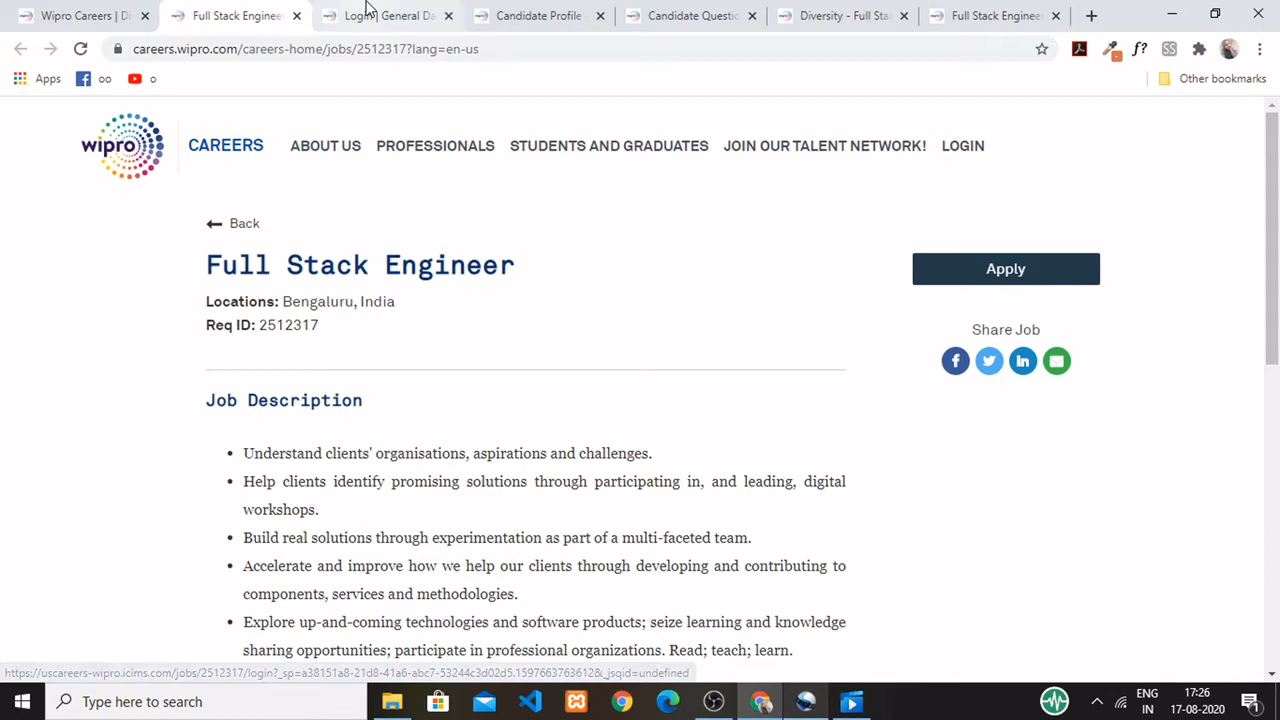 Wipro Careers | D
Full Stack Enginee
Login | General Da
Candidate Profile
Candidate Questic
Diversity - Full Sta
Full Stack Enginee
careers.wipro.com/careers-home/jobs/2512317?lang=en-us
f?
SS
Apps
oo
o
Other bookmarks
wipro
CAREERS
ABOUT US
PROFESSIONALS
STUDENTS AND GRADUATES
JOIN OUR TALENT NETWORK!
LOGIN
Back
Full Stack Engineer
Apply
Locations: Bengaluru, India
Req ID: 2512317
Share Job
Job Description
• Understand clients' organisations, aspirations and challenges.
• Help clients identify promising solutions through participating in, and leading, digital
workshops.
• Build real solutions through experimentation as part of a multi-faceted team.
• Accelerate and improve how we help our clients through developing and contributing to
components, services and methodologies.
• Explore up-and-coming technologies and software products; seize learning and knowledge
sharing opportunities; participate in professional organizations. Read; teach; learn.
https://uscareers-wipro.icims.com/jobs/2512317/login?_sp=a38151a8-21d8-41a6-abc7-53244c3d02d5.1597663763612&_jsqid=undefined
Type here to search
ENG
IN
17:26
17-08-2020
1